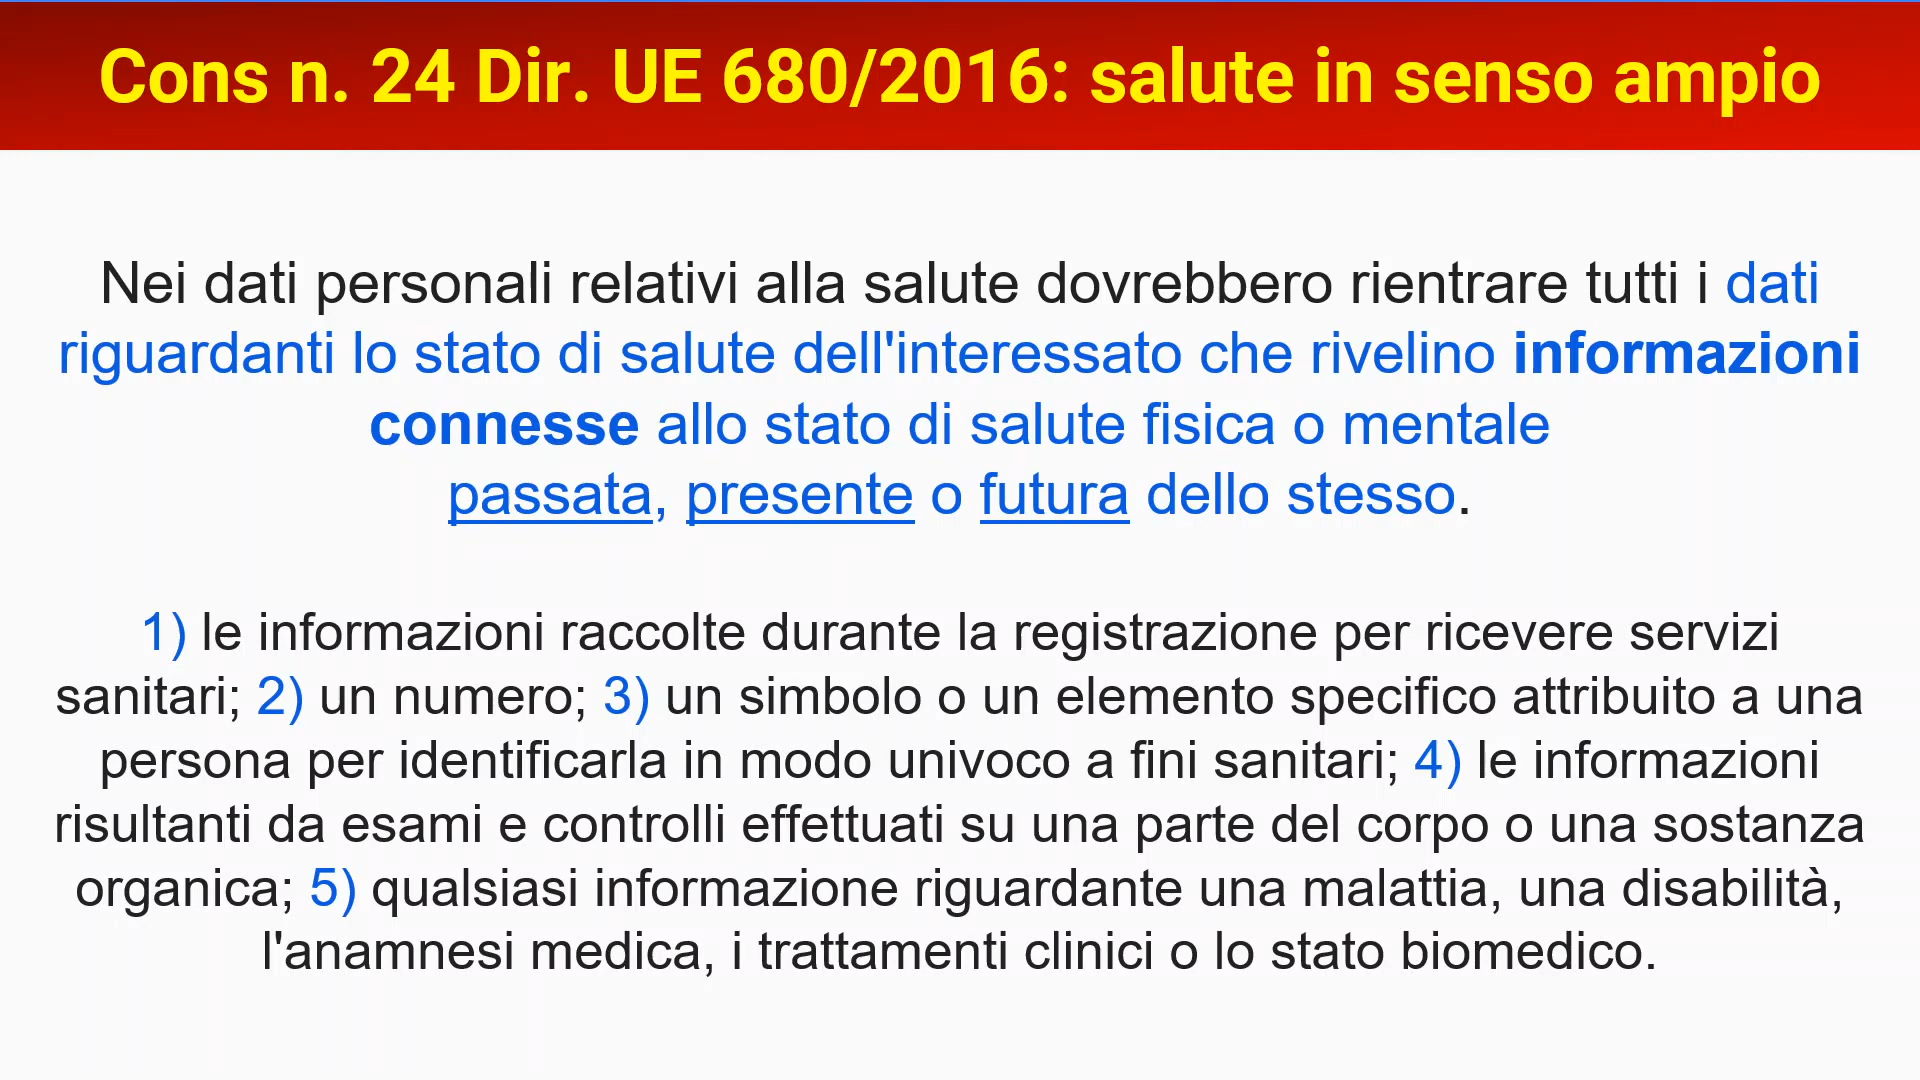 Cons n. 24 Dir. UE 680/2016: salute in senso ampio
Nei dati personali relativi alla salute dovrebbero rientrare tutti i dati
riguardanti lo stato di salute dell'interessato che rivelino informazioni
connesse allo stato di salute fisica o mentale
passata, presente o futura dello stesso.
1) le informazioni raccolte durante la registrazione per ricevere servizi
sanitari; 2) un numero; 3) un simbolo o un elemento specifico attribuito a una
persona per identificarla in modo univoco a fini sanitari; 4) le informazioni
risultanti da esami e controlli effettuati su una parte del corpo o una sostanza
organica; 5) qualsiasi informazione riguardante una malattia, una disabilità,
l'anamnesi medica, i trattamenti clinici o lo stato biomedico.